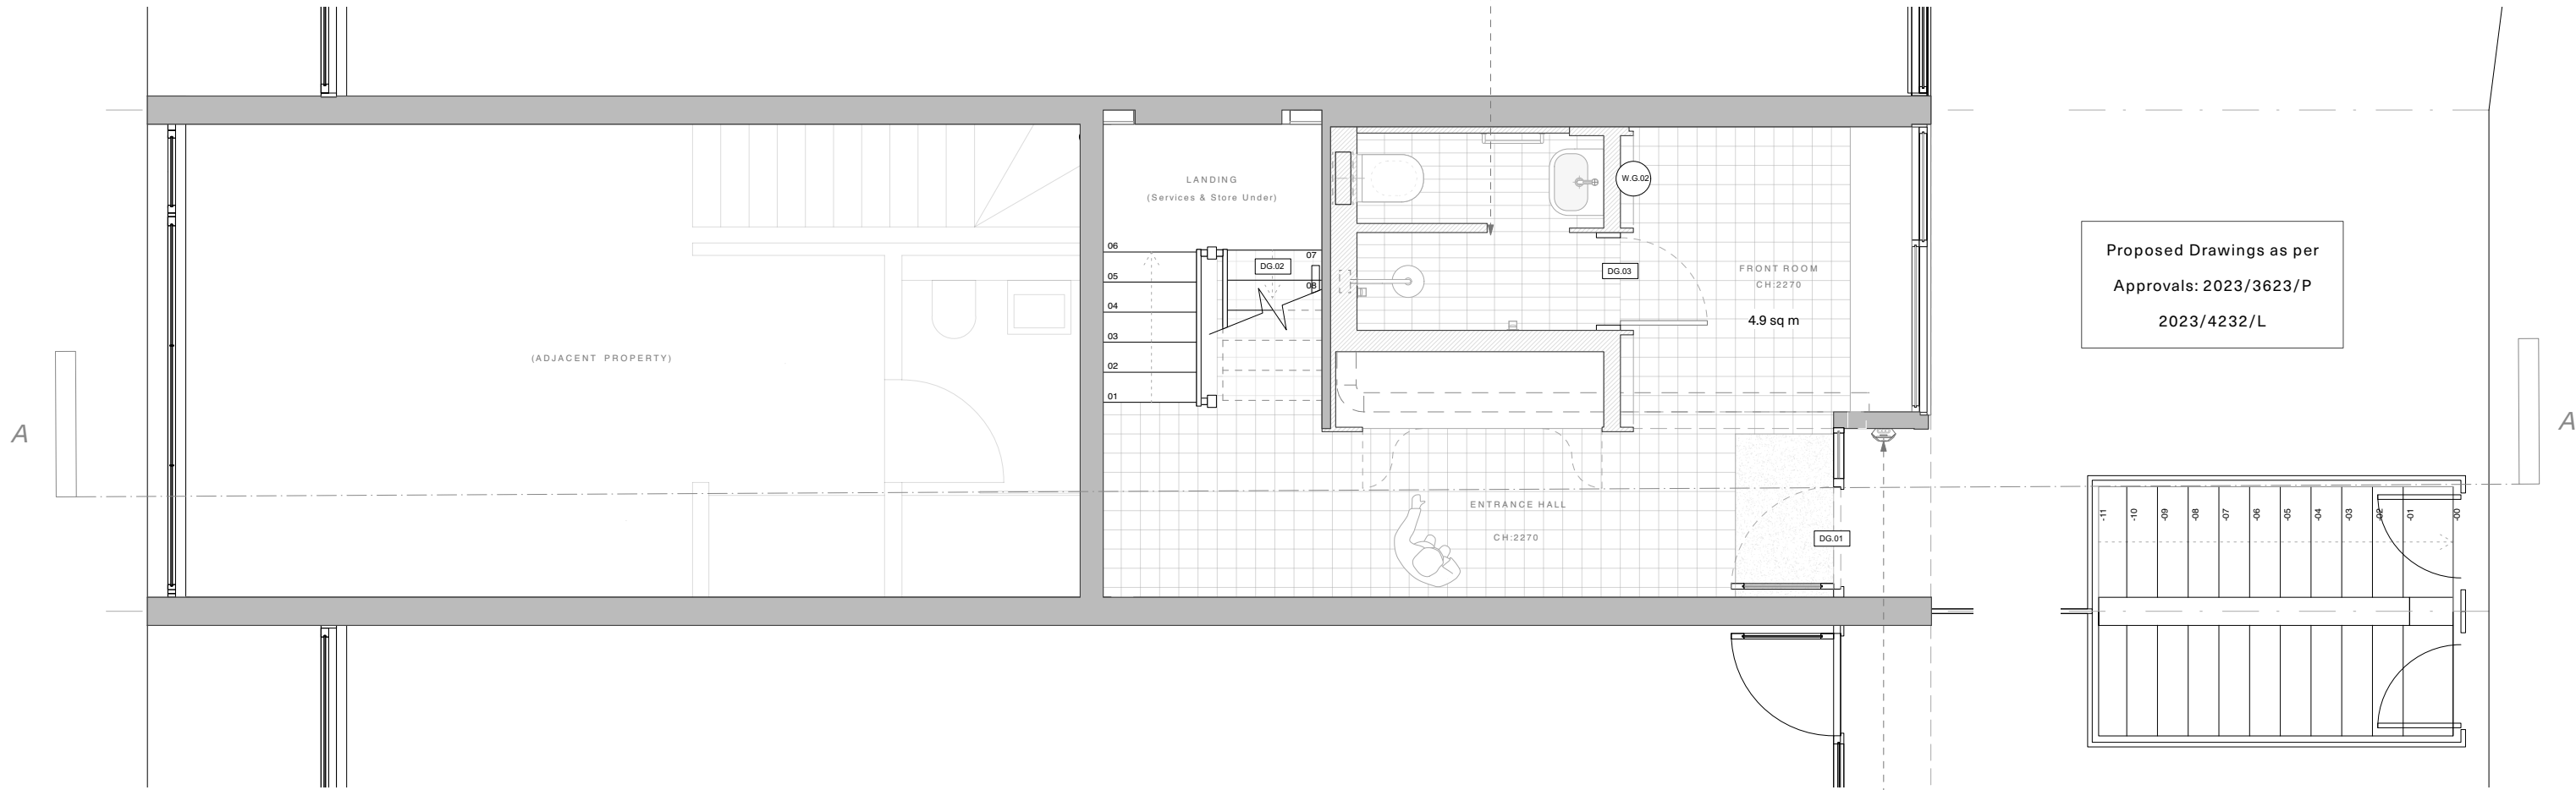 LANDING
(Services & Store Under)
06
05
04
03
02
01
07
08
DG.02
W.G.02
DG.03
FRONT ROOM
CH:2270
4.9 sq m
Proposed Drawings as per
Approvals: 2023/3623/P
2023/4232/L
(ADJACENT PROPERTY)
A
A
ENTRANCE HALL
CH:2270
DG.01
-11
-10
-09
-08
-07
-06
-05
-04
-03
-02
-01
-00